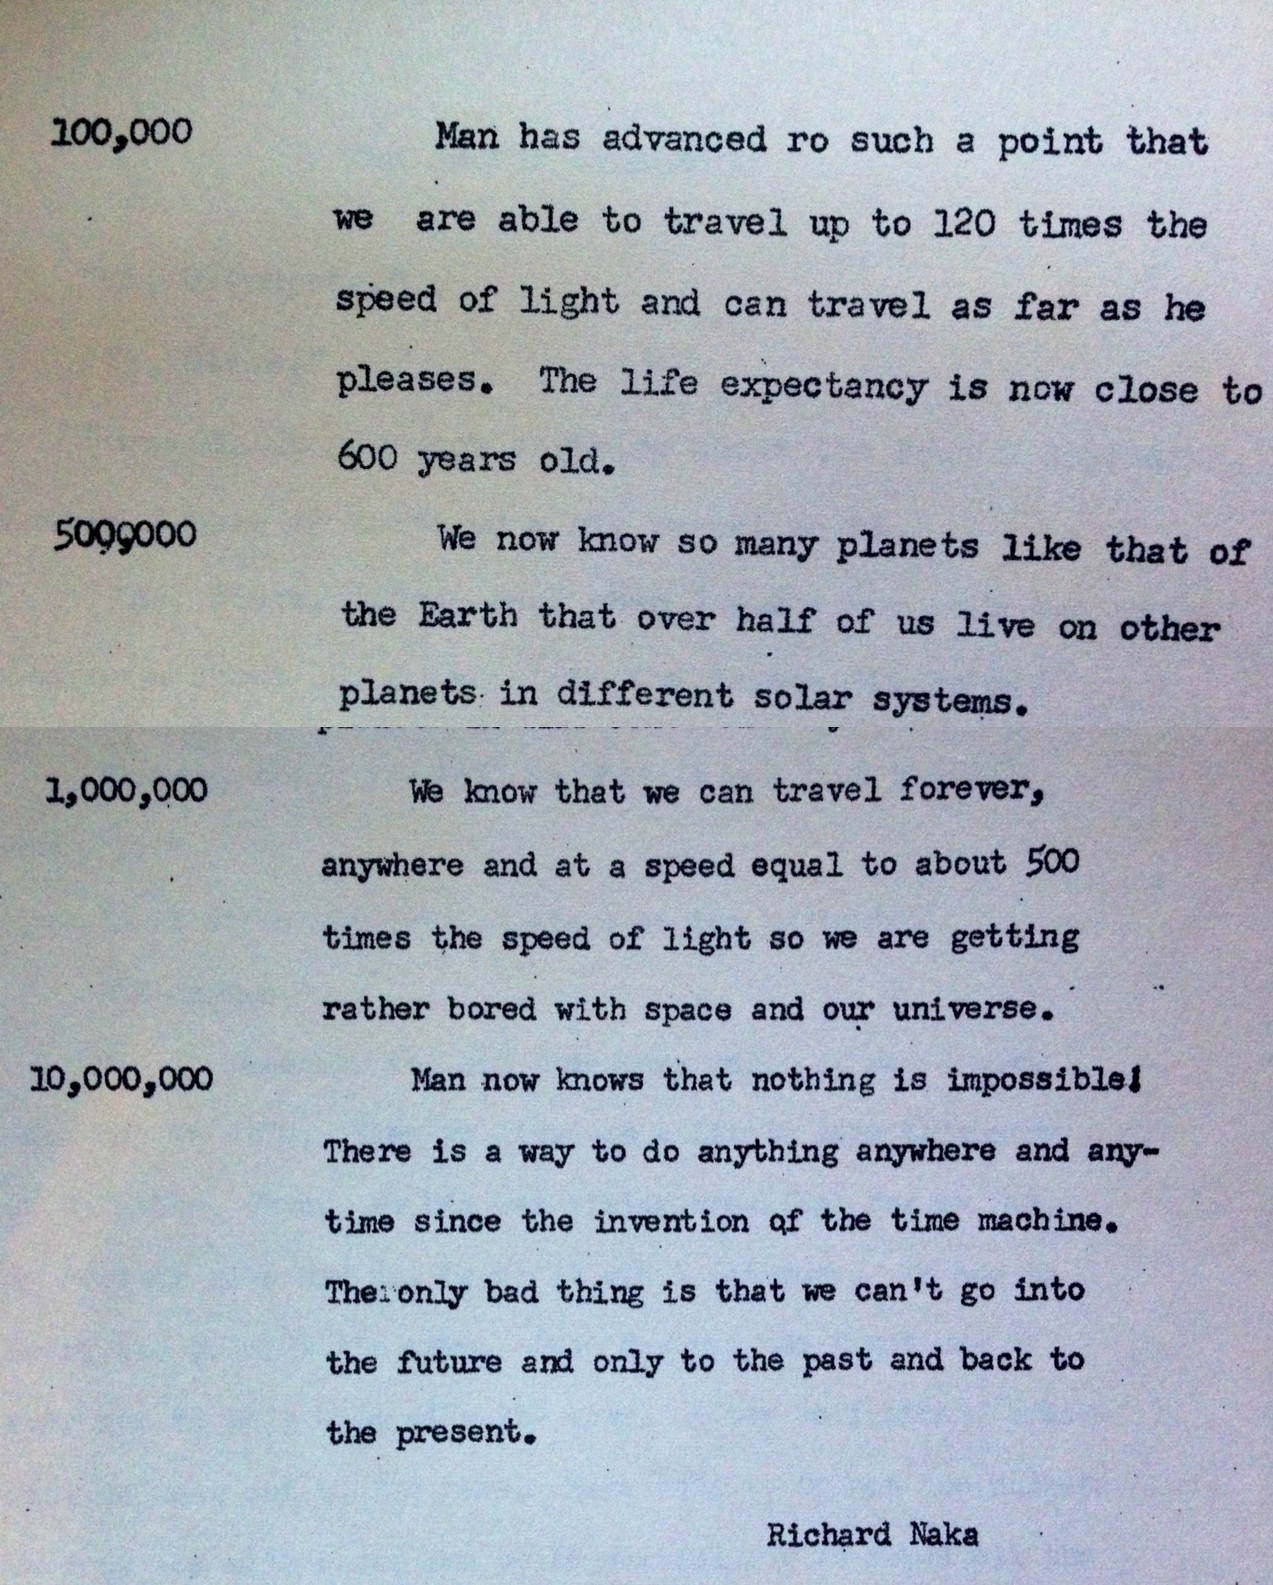 100,000 Man has advanced ro such a point that
we are able to travel up to 120 times the
speed of light and can travel as far as he
pleases. The life expectancy is now close to
600 years old.
500,000 We now know so many planets like that of
the Earth that over half of us live on other
planets in different solar systems.
1,000,000 We know that we can travel forever,
anywhere and at a speed equal to about 500
times the speed of light so we are getting
rather bored with space and our universe.
10,000,000 Man now knows that nothing is impossible!
There is a way to do anything anywhere and any-
time since the invention of the time machine.
The only bad thing is that we can't go into
the future and only to the past and back to
the present.
Richard Naka